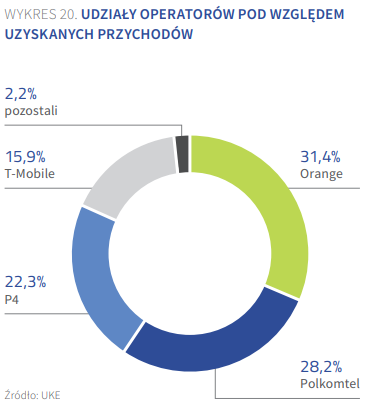 WYKRES 20. UDZIAŁY OPERATORÓW POD WZGLĘDEM
UZYSKANYCH PRZYCHODÓW
2,2%
pozostali
15,9%
T-Mobile
31,4%
Orange
22,3%
P4
28,2%
Polkomtel
Źródło: UKE